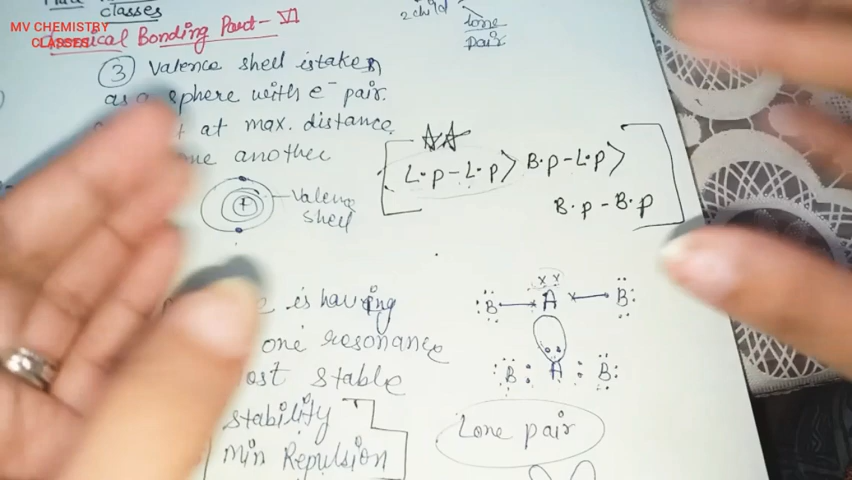 classes
MV CHEMISTRY
CLASSES
Bonding Part-VI
2 child
lone
pair
③ Valence shell is taken
as a sphere with e⁻ pair.
at max. distance
one another
Valence
shell
L.p-L.p> B.p-L.p>
B.p-B.p
is having
one resonance
most stable
stability
Min Repulsion
B A B
A
B B
Lone pair